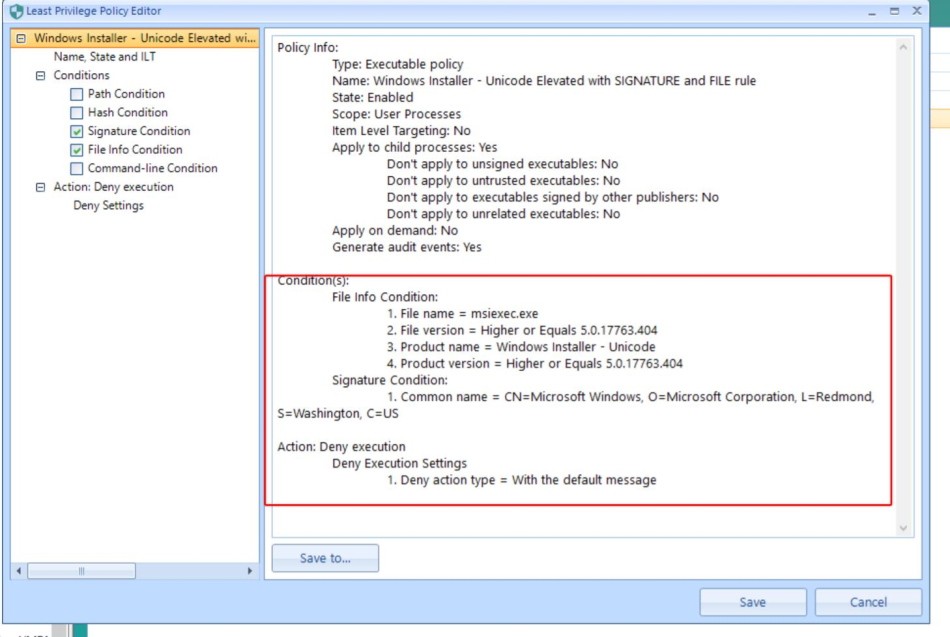 Least Privilege Policy Editor
Windows Installer - Unicode Elevated wi...
Name, State and ILT
Conditions
Path Condition
Hash Condition
Signature Condition
File Info Condition
Command-line Condition
Action: Deny execution
Deny Settings
Policy Info:
Type: Executable policy
Name: Windows Installer - Unicode Elevated with SIGNATURE and FILE rule
State: Enabled
Scope: User Processes
Item Level Targeting: No
Apply to child processes: Yes
Don't apply to unsigned executables: No
Don't apply to untrusted executables: No
Don't apply to executables signed by other publishers: No
Don't apply to unrelated executables: No
Apply on demand: No
Generate audit events: Yes
Condition(s):
File Info Condition:
1. File name = msiexec.exe
2. File version = Higher or Equals 5.0.17763.404
3. Product name = Windows Installer - Unicode
4. Product version = Higher or Equals 5.0.17763.404
Signature Condition:
1. Common name = CN=Microsoft Windows, O=Microsoft Corporation, L=Redmond,
S=Washington, C=US
Action: Deny execution
Deny Execution Settings
1. Deny action type = With the default message
Save to...
Save
Cancel